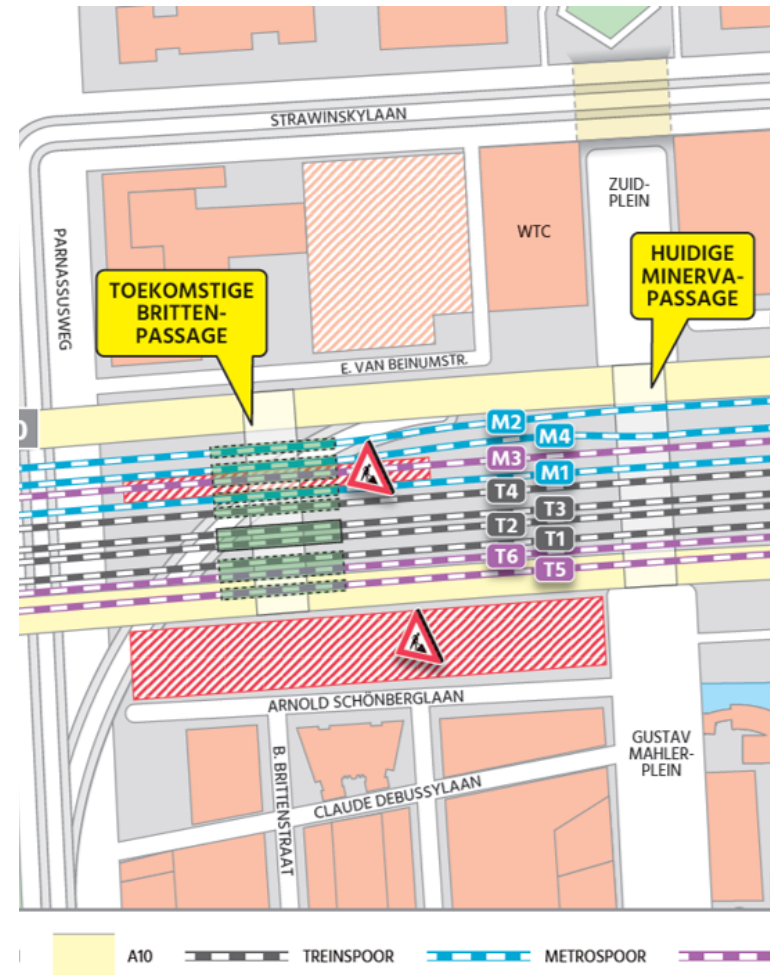 STRAWINSKYLAAN
ZUID-
PLEIN
WTC
PARNASSUSWEG
HUIDIGE
MINERVA-
PASSAGE
TOEKOMSTIGE
BRITTEN-
PASSAGE
E. VAN BEINUMSTR.
M2
M4
M3
M1
T4
T3
T2
T1
T6
T5
ARNOLD SCHÖNBERGLAAN
B. BRITTENSTRAAT
GUSTAV
MAHLER-
PLEIN
CLAUDE DEBUSSYLAAN
A10
TREINSPOOR
METROSPOOR